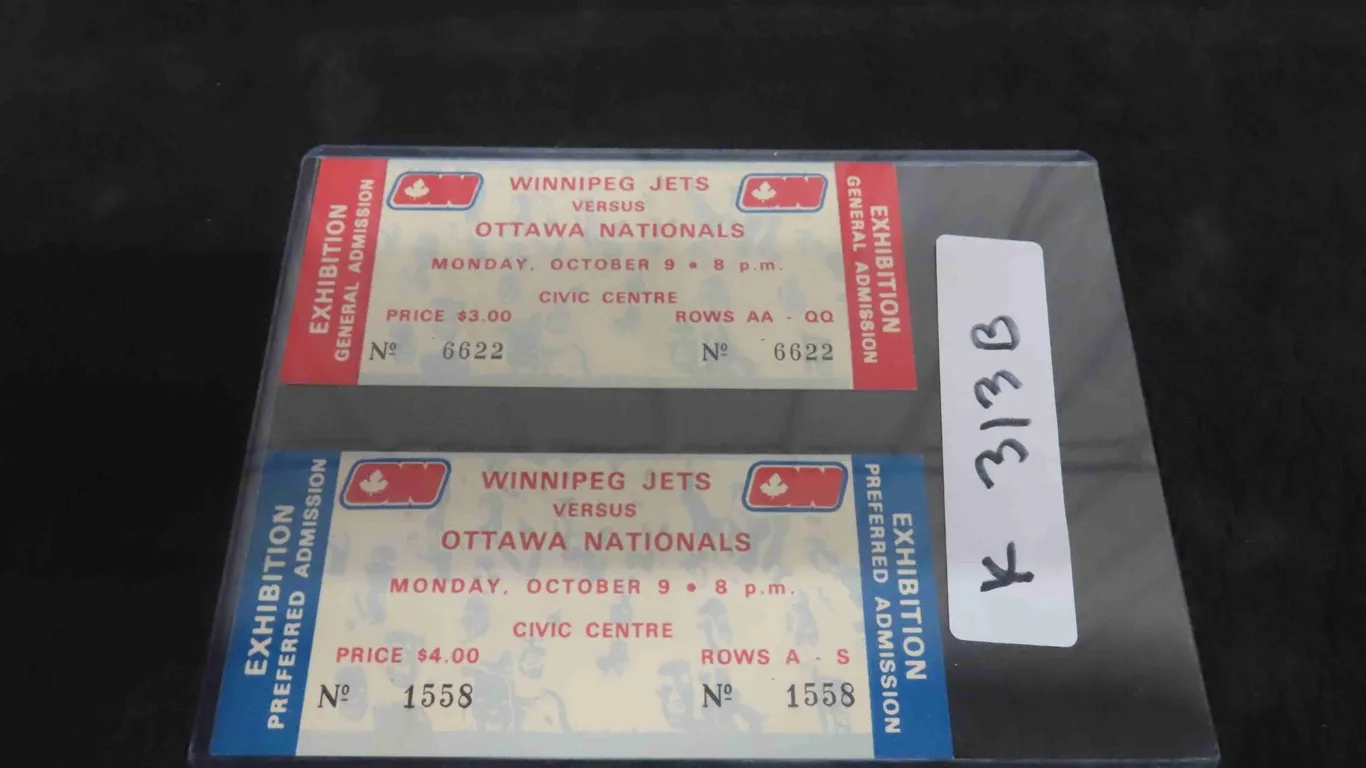 EXHIBITION
GENERAL ADMISSION
WINNIPEG JETS
VERSUS
OTTAWA NATIONALS
MONDAY, OCTOBER 9 • 8 p.m.
CIVIC CENTRE
PRICE $3.00 ROWS AA - QQ
Nº 6622 Nº 6622
EXHIBITION
GENERAL ADMISSION
EXHIBITION
PREFERRED ADMISSION
WINNIPEG JETS
VERSUS
OTTAWA NATIONALS
MONDAY, OCTOBER 9 • 8 p.m.
CIVIC CENTRE
PRICE $4.00 ROWS A - S
Nº 1558 Nº 1558
EXHIBITION
PREFERRED ADMISSION
K 313B